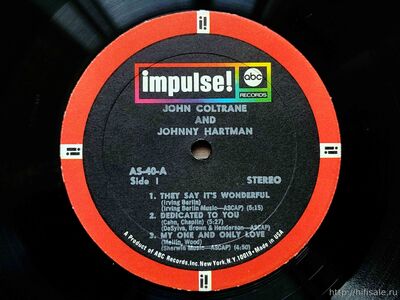 impulse!
abc
RECORDS
JOHN COLTRANE
AND
JOHNNY HARTMAN
AS-40-A
Side 1
STEREO
1. THEY SAY IT'S WONDERFUL
(Irving Berlin)
(Irving Berlin Music—ASCAP) (5:15)
2. DEDICATED TO YOU
(Cahn, Chaplin) (5:27)
(DeSylva, Brown & Henderson—ASCAP)
3. MY ONE AND ONLY LOVE
(Mellin, Wood)
(Sherwin Music—ASCAP) (4:50)
A Product of ABC Records, Inc. New York, N.Y. 10019 • Made in USA
http://hifisale.ru